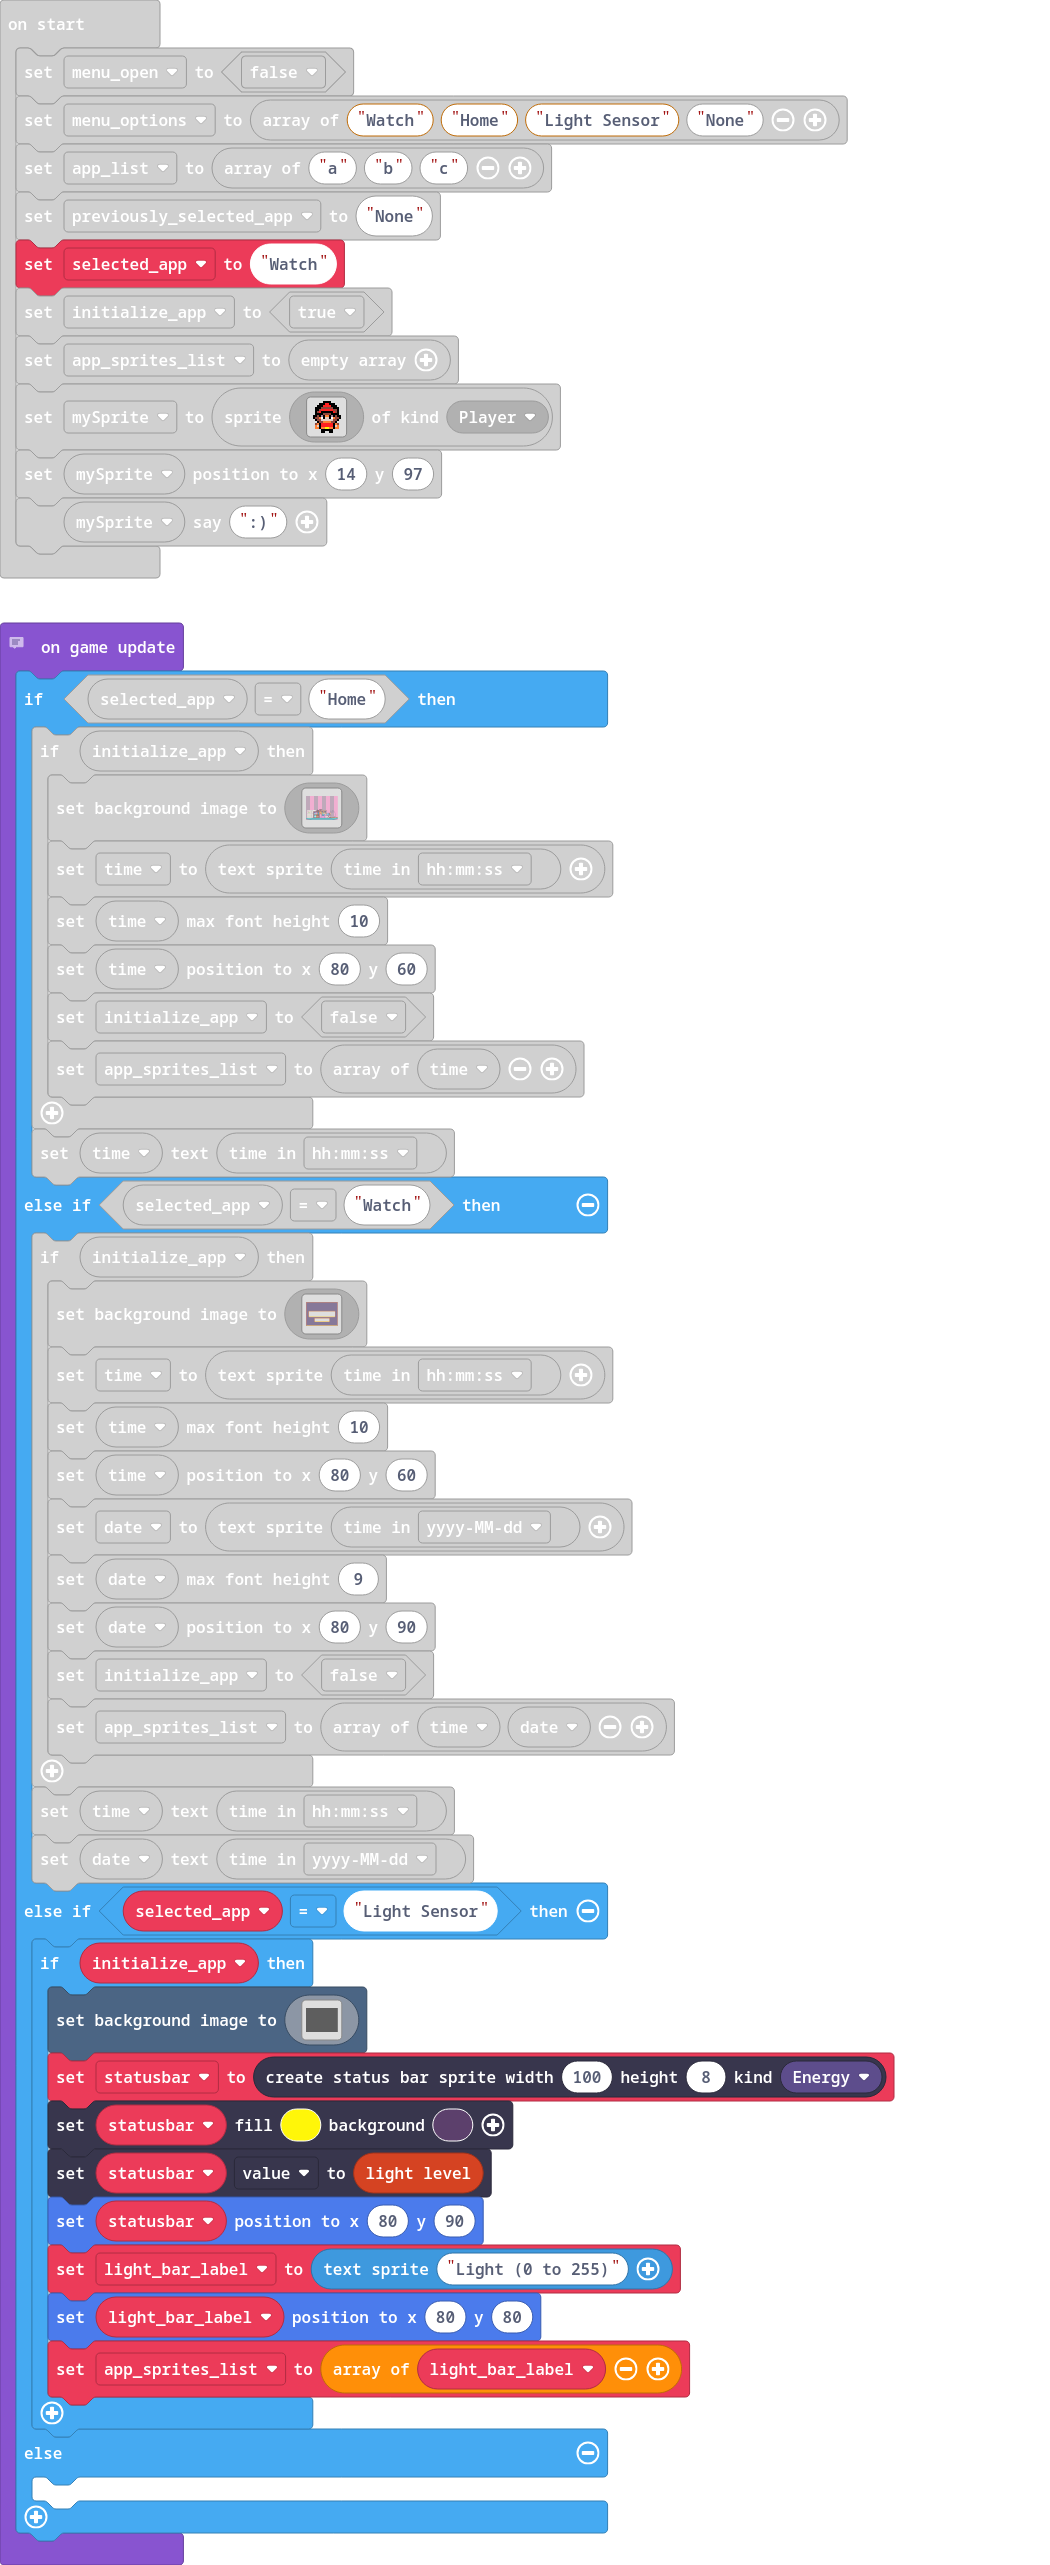 on start
set menu_open to false
set menu_options to array of "Watch" "Home" "Light Sensor" "None"
set app_list to array of "a" "b" "c"
set previously_selected_app to "None"
set selected_app to "Watch"
set initialize_app to true
set app_sprites_list to empty array
set mySprite to sprite of kind Player
set mySprite position to x 14 y 97
mySprite say ":)"
on game update
if selected_app = "Home" then
if initialize_app then
set background image to
set time to text sprite time in hh:mm:ss
set time max font height 10
set time position to x 80 y 60
set initialize_app to false
set app_sprites_list to array of time
set time text time in hh:mm:ss
else if selected_app = "Watch" then
if initialize_app then
set background image to
set time to text sprite time in hh:mm:ss
set time max font height 10
set time position to x 80 y 60
set date to text sprite time in yyyy-MM-dd
set date max font height 9
set date position to x 80 y 90
set initialize_app to false
set app_sprites_list to array of time date
set time text time in hh:mm:ss
set date text time in yyyy-MM-dd
else if selected_app = "Light Sensor" then
if initialize_app then
set background image to
set statusbar to create status bar sprite width 100 height 8 kind Energy
set statusbar fill background
set statusbar value to light level
set statusbar position to x 80 y 90
set light_bar_label to text sprite "Light (0 to 255)"
set light_bar_label position to x 80 y 80
set app_sprites_list to array of light_bar_label
else